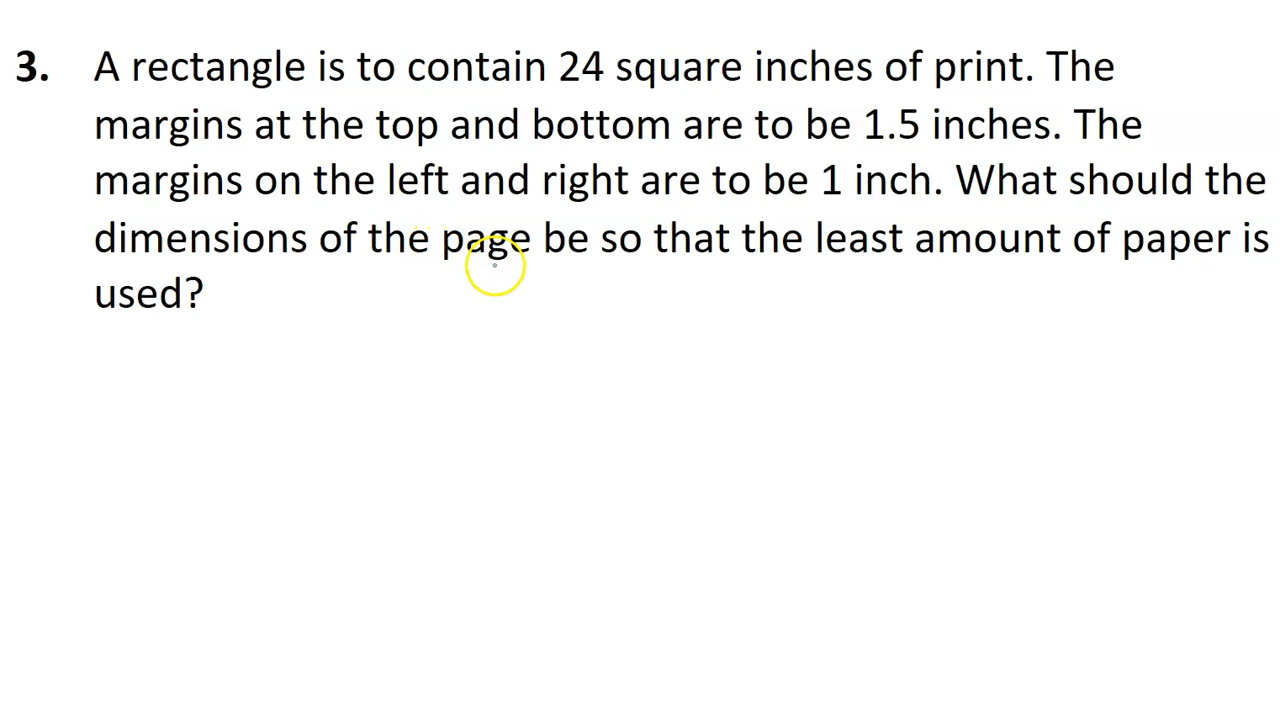 3. A rectangle is to contain 24 square inches of print. The
margins at the top and bottom are to be 1.5 inches. The
margins on the left and right are to be 1 inch. What should the
dimensions of the page be so that the least amount of paper is
used?